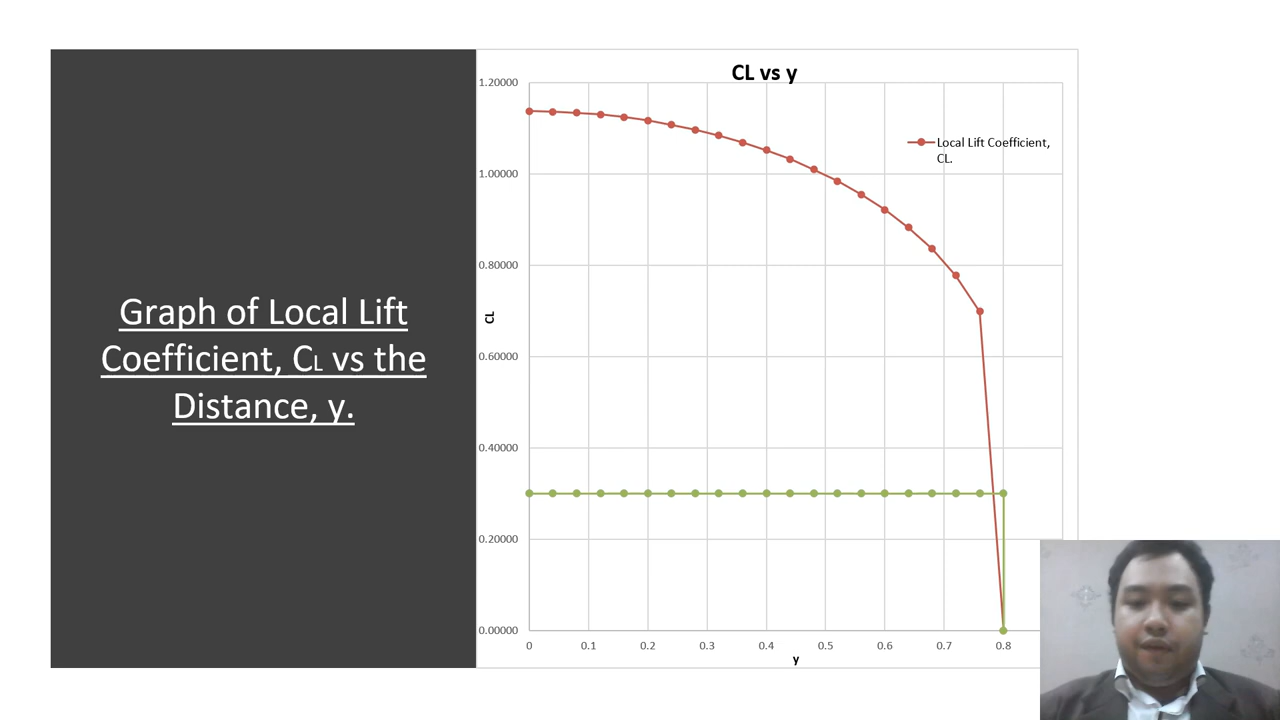 Graph of Local Lift
Coefficient, CL vs the
Distance, y.
CL vs y
1.20000
1.00000
0.80000
0.60000
0.40000
0.20000
0.00000
CL
Local Lift Coefficient,
CL.
0 0.1 0.2 0.3 0.4 0.5 0.6 0.7 0.8
y